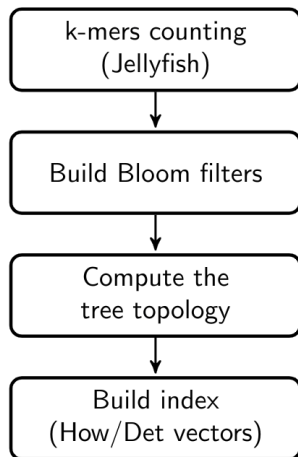 k-mers counting
(Jellyfish)
Build Bloom filters
Compute the
tree topology
Build index
(How/Det vectors)